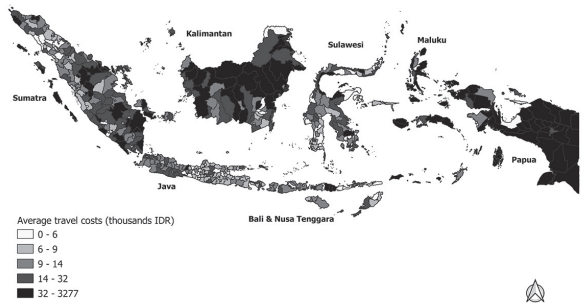 Kalimantan
Sulawesi
Maluku
Sumatra
Papua
Java
Bali & Nusa Tenggara
Average travel costs (thousands IDR)
0 - 6
6 - 9
9 - 14
14 - 32
32 - 3277